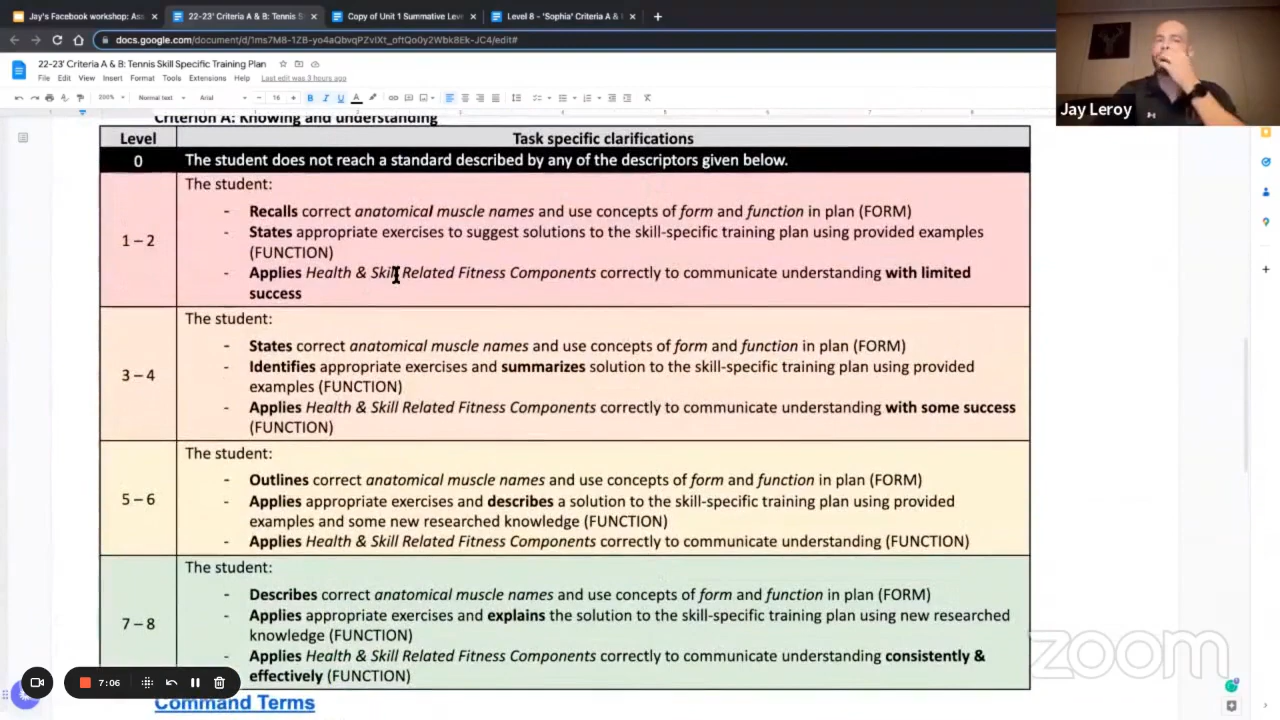 Jay's Facebook workshop: Ass
22-23' Criteria A & B: Tennis S
Copy of Unit 1 Summative Leve
Level 8 - 'Sophia' Criteria A &
docs.google.com/document/d/1ms7M8-1ZB-yo4aQbvqPZvIXt_oftQo0y2Wbk8Ek-JC4/edit#
22-23' Criteria A & B: Tennis Skill Specific Training Plan
File Edit View Insert Format Tools Extensions Help Last edit was 3 hours ago
200% Normal text Arial 16
Jay Leroy
Criterion A: Knowing and understanding
Level Task specific clarifications
0 The student does not reach a standard described by any of the descriptors given below.
1 – 2
The student:
- Recalls correct anatomical muscle names and use concepts of form and function in plan (FORM)
- States appropriate exercises to suggest solutions to the skill-specific training plan using provided examples
(FUNCTION)
- Applies Health & Skill Related Fitness Components correctly to communicate understanding with limited
success
3 – 4
The student:
- States correct anatomical muscle names and use concepts of form and function in plan (FORM)
- Identifies appropriate exercises and summarizes solution to the skill-specific training plan using provided
examples (FUNCTION)
- Applies Health & Skill Related Fitness Components correctly to communicate understanding with some success
(FUNCTION)
5 – 6
The student:
- Outlines correct anatomical muscle names and use concepts of form and function in plan (FORM)
- Applies appropriate exercises and describes a solution to the skill-specific training plan using provided
examples and some new researched knowledge (FUNCTION)
- Applies Health & Skill Related Fitness Components correctly to communicate understanding (FUNCTION)
7 – 8
The student:
- Describes correct anatomical muscle names and use concepts of form and function in plan (FORM)
- Applies appropriate exercises and explains the solution to the skill-specific training plan using new researched
knowledge (FUNCTION)
- Applies Health & Skill Related Fitness Components correctly to communicate understanding consistently &
effectively (FUNCTION)
Command Terms
7:06
zoom